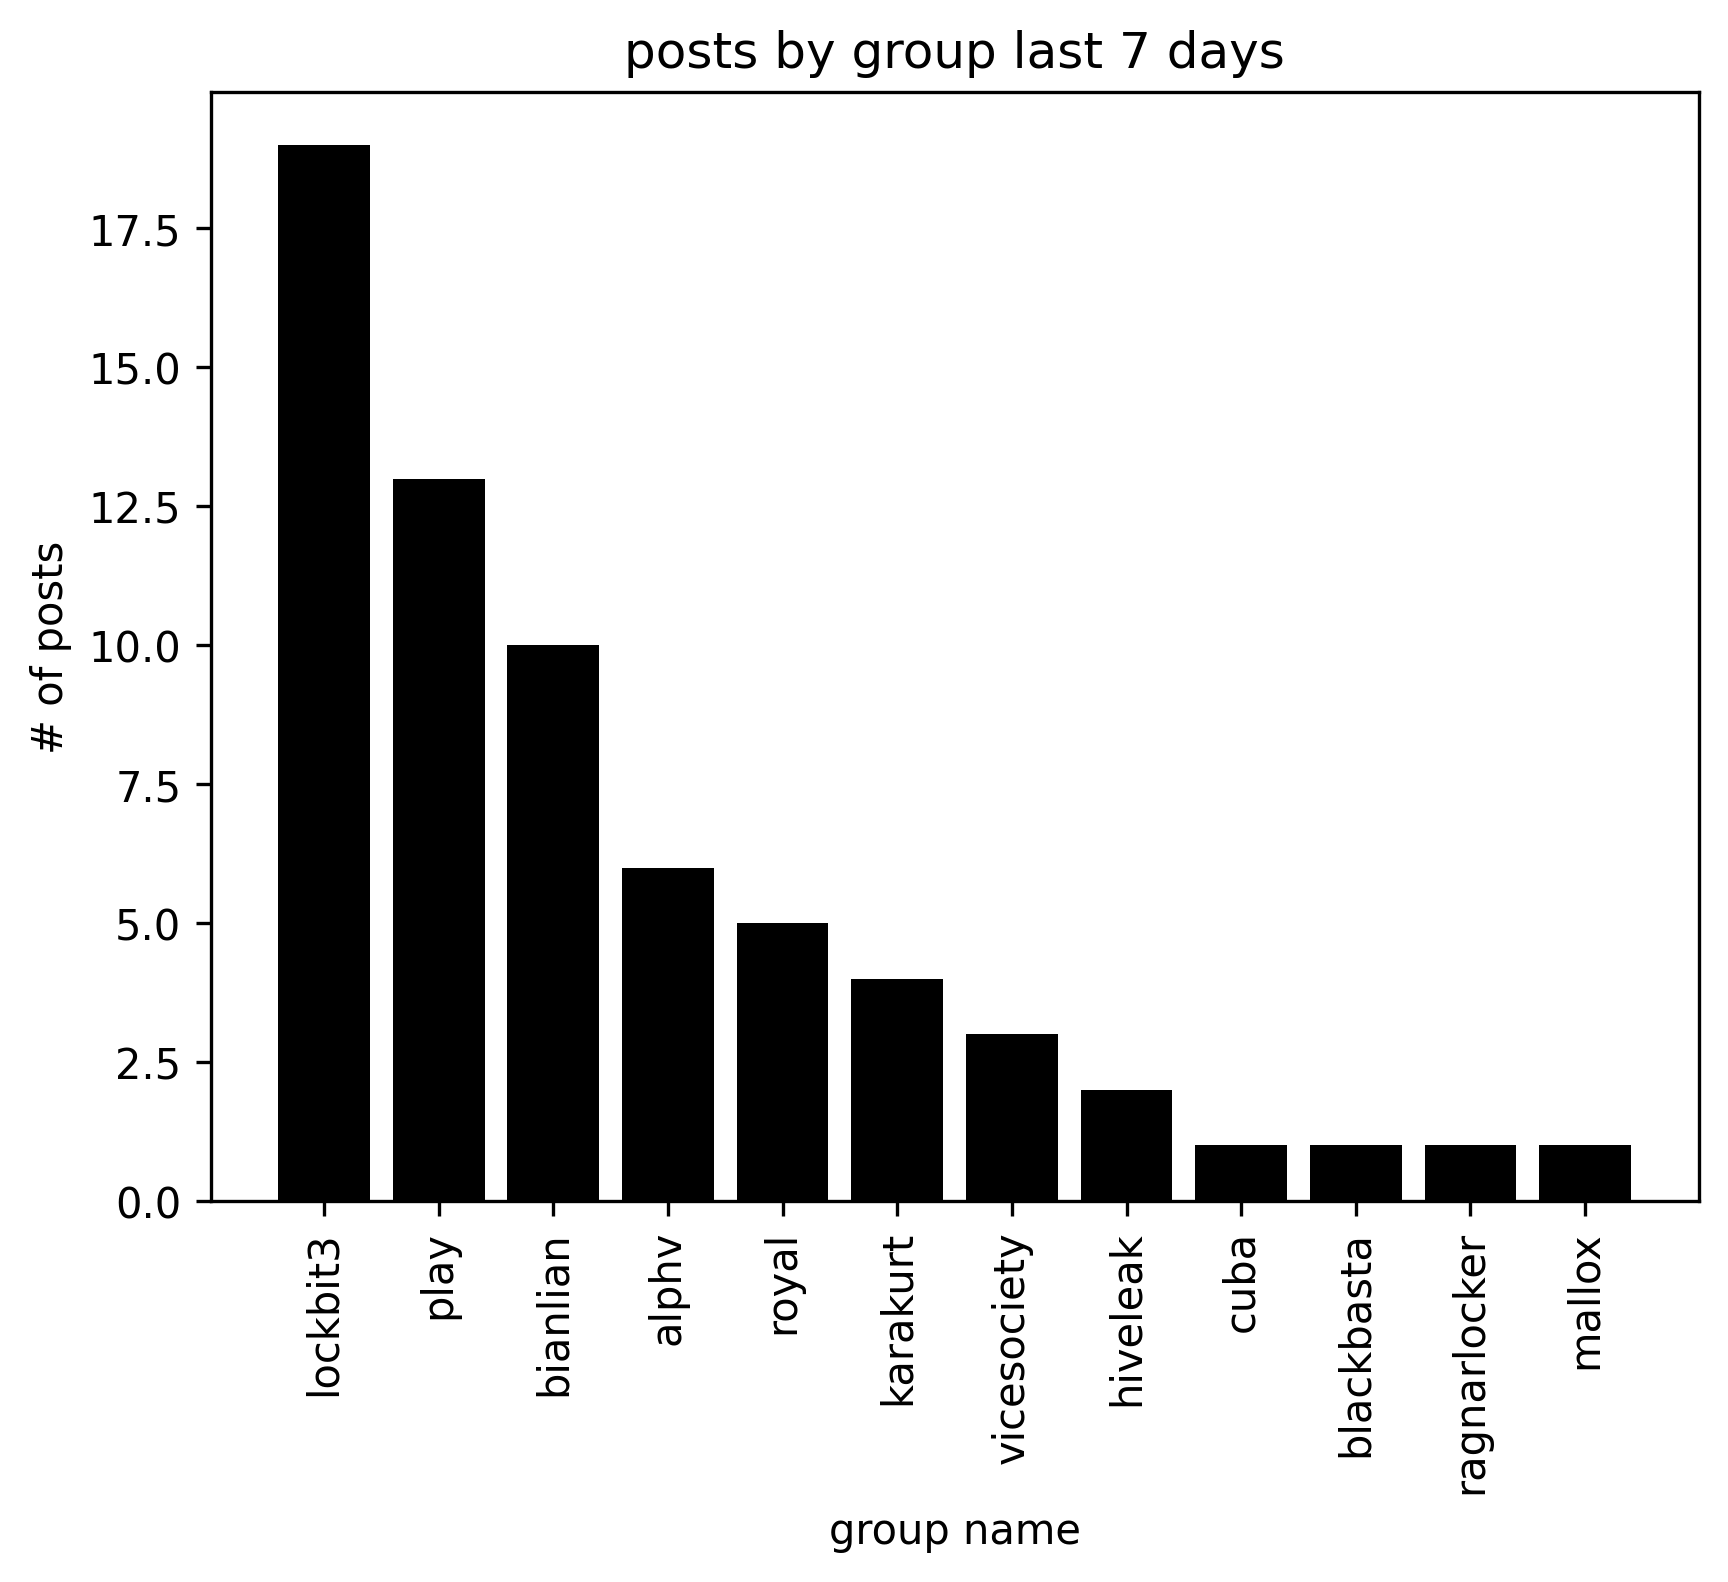 posts by group last 7 days
# of posts
17.5
15.0
12.5
10.0
7.5
5.0
2.5
0.0
lockbit3
play
bianlian
alphv
royal
karakurt
vicesociety
hiveleak
cuba
blackbasta
ragnarlocker
mallox
group name